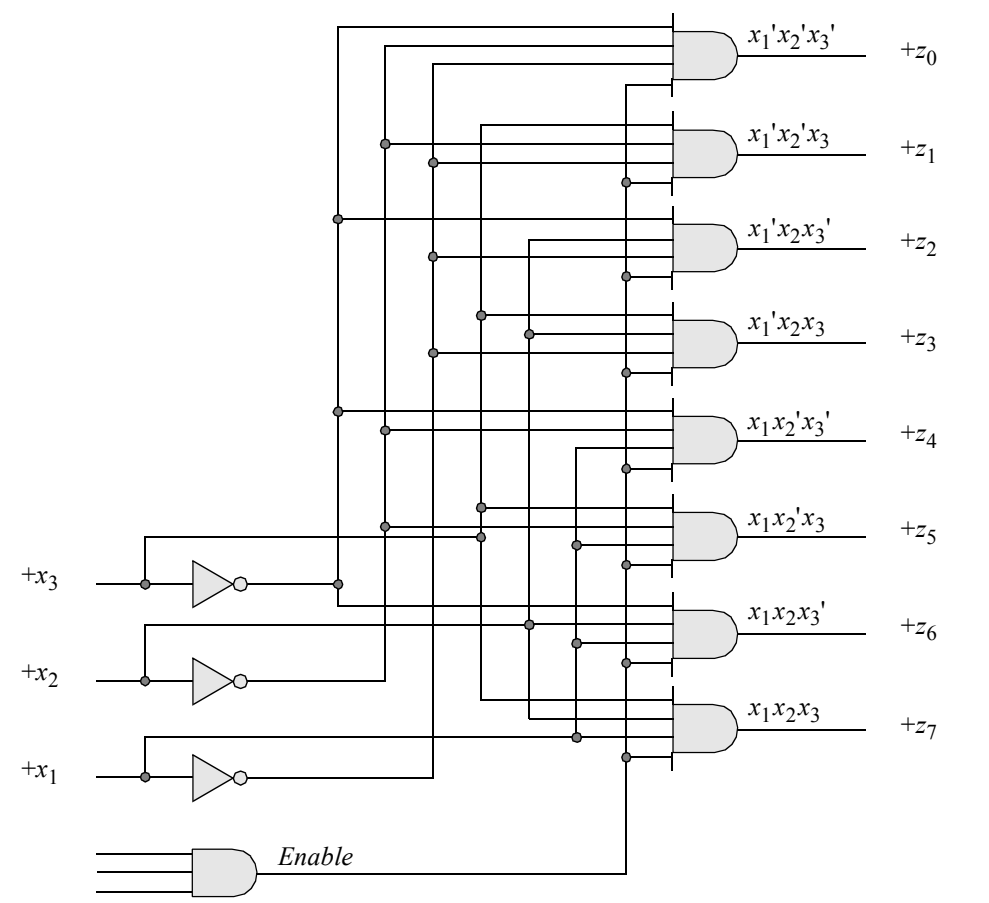 x₁'x₂'x₃' +z₀
x₁'x₂'x₃ +z₁
x₁'x₂x₃' +z₂
x₁'x₂x₃ +z₃
x₁x₂'x₃' +z₄
x₁x₂'x₃ +z₅
+x₃
x₁x₂x₃' +z₆
+x₂
x₁x₂x₃ +z₇
+x₁
Enable